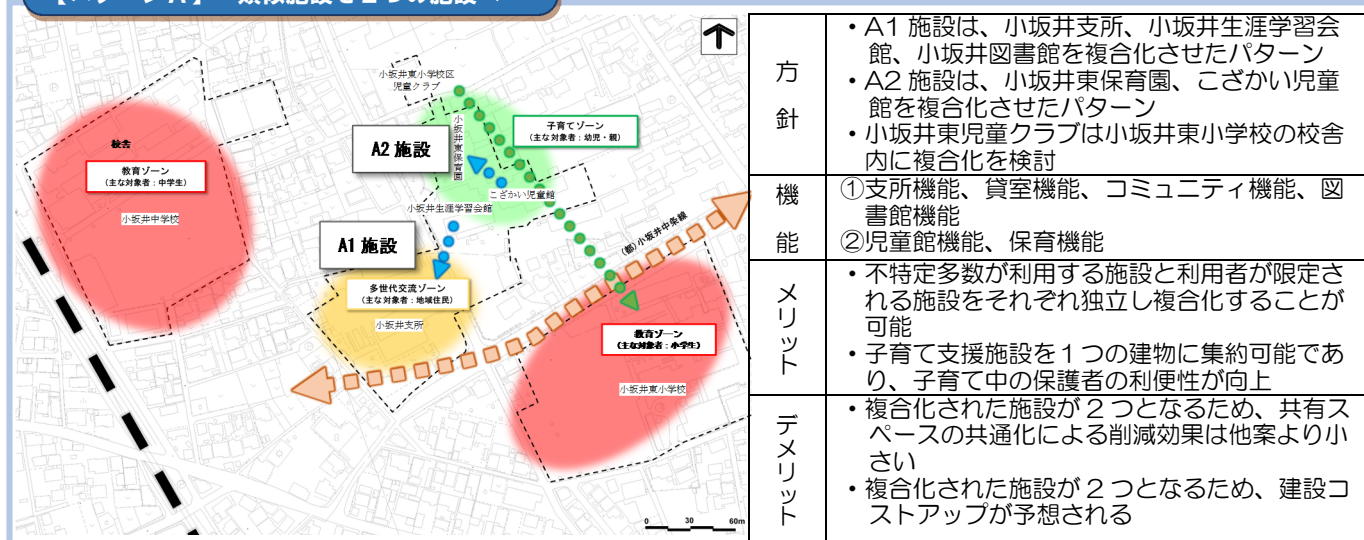 【パターンA】 類似施設を2つの施設へ
小坂井東小学校区
児童クラブ
小坂井東保育園
子育てゾーン
(主な対象者:幼児・親)
A2 施設
こざかい児童館
小坂井生涯学習会館
校舎
教育ゾーン
(主な対象者:中学生)
小坂井中学校
A1 施設
(都)小坂井中条線
多世代交流ゾーン
(主な対象者:地域住民)
小坂井支所
教育ゾーン
(主な対象者:小学生)
小坂井東小学校
0 30 60m
方針
・A1 施設は、小坂井支所、小坂井生涯学習会
館、小坂井図書館を複合化させたパターン
・A2 施設は、小坂井東保育園、こざかい児童
館を複合化させたパターン
・小坂井東児童クラブは小坂井東小学校の校舎
内に複合化を検討
機能
①支所機能、貸室機能、コミュニティ機能、図
書館機能
②児童館機能、保育機能
メリット
・不特定多数が利用する施設と利用者が限定さ
れる施設をそれぞれ独立し複合化することが
可能
・子育て支援施設を1つの建物に集約可能であ
り、子育て中の保護者の利便性が向上
デメリット
・複合化された施設が2つとなるため、共有ス
ペースの共通化による削減効果は他案より小
さい
・複合化された施設が2つとなるため、建設コ
ストアップが予想される